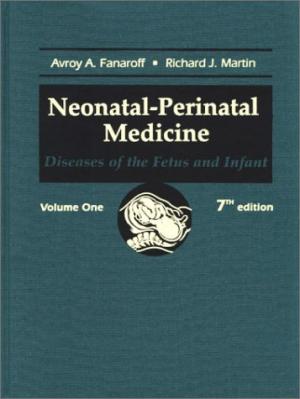 Avroy A. Fanaroff • Richard J. Martin
Neonatal-Perinatal
Medicine
Diseases of the Fetus and Infant
Volume One
7TH edition